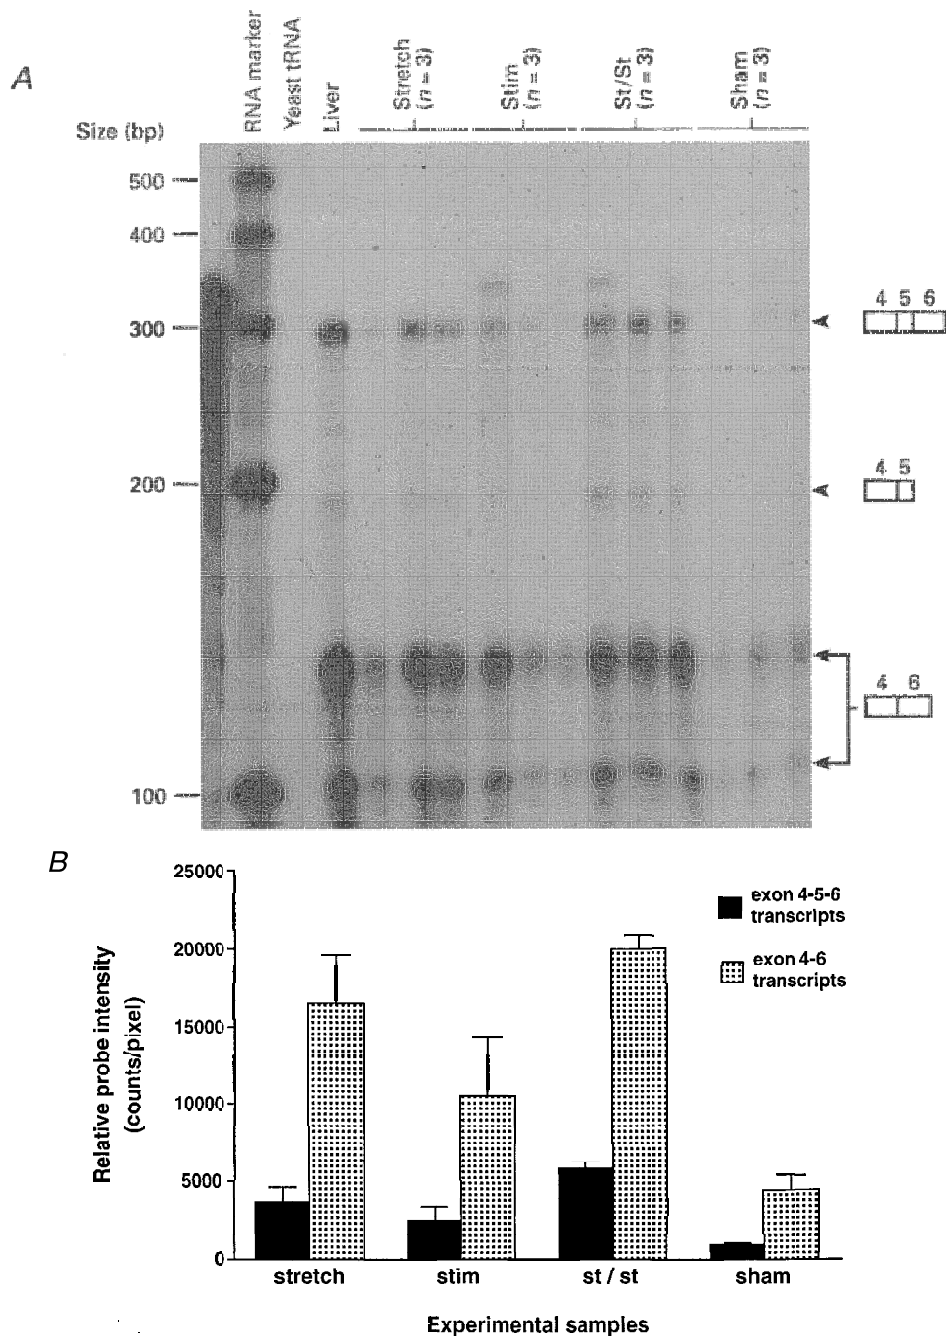 A
Size (bp)
RNA marker
Yeast tRNA
Liver
Stretch
(n = 3)
Stim
(n = 3)
St/St
(n = 3)
Sham
(n = 3)
500
400
300
200
100
4 5 6
4 5
4 6
B
Relative probe intensity
(counts/pixel)
25000
20000
15000
10000
5000
0
exon 4-5-6
transcripts
exon 4-6
transcripts
stretch
stim
st / st
sham
Experimental samples